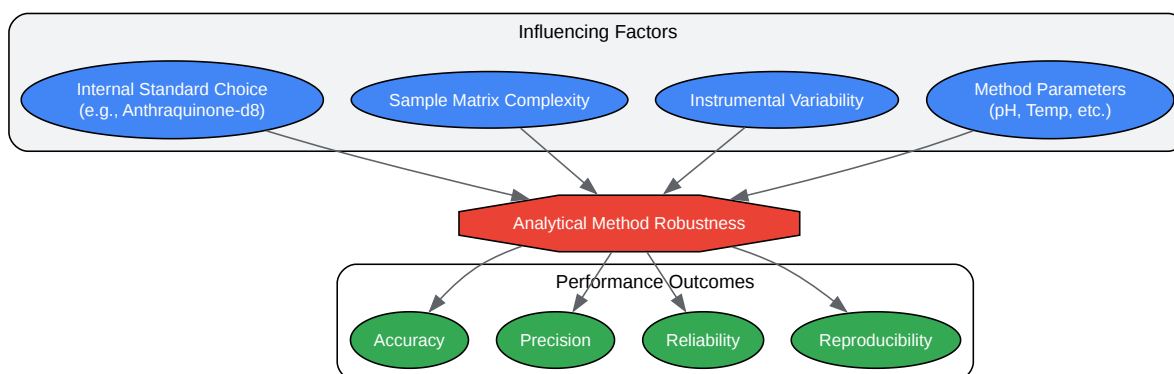 Influencing Factors
Internal Standard Choice
(e.g., Anthraquinone-d8)
Sample Matrix Complexity
Instrumental Variability
Method Parameters
(pH, Temp, etc.)
Analytical Method Robustness
Performance Outcomes
Accuracy
Precision
Reliability
Reproducibility